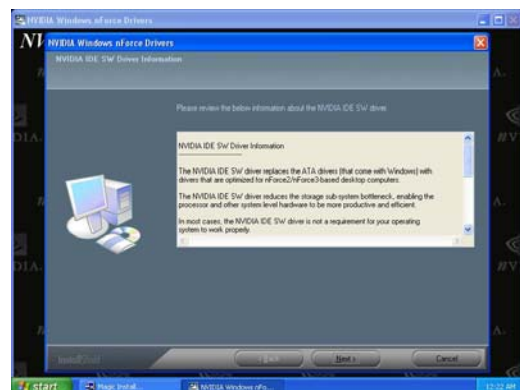 NVIDIA Windows nForce Drivers
NVIDIA Windows nForce Drivers
NVIDIA IDE SW Driver Information
Please review the below information about the NVIDIA IDE SW driver
NVIDIA IDE SW Driver Information
The NVIDIA IDE SW driver replaces the ATA drivers (that come with Windows) with
drivers that are optimized for nForce2/nForce3 based desktop computers.
The NVIDIA IDE SW driver reduces the storage sub-system bottleneck, enabling the
processor and other system level hardware to be more productive and efficient.
In most cases, the NVIDIA IDE SW driver is not a requirement for your operating
system to work properly.
InstallShield
< Back
Next >
Cancel
start
Magic Install...
NVIDIA Windows nFo...
12:22 AM